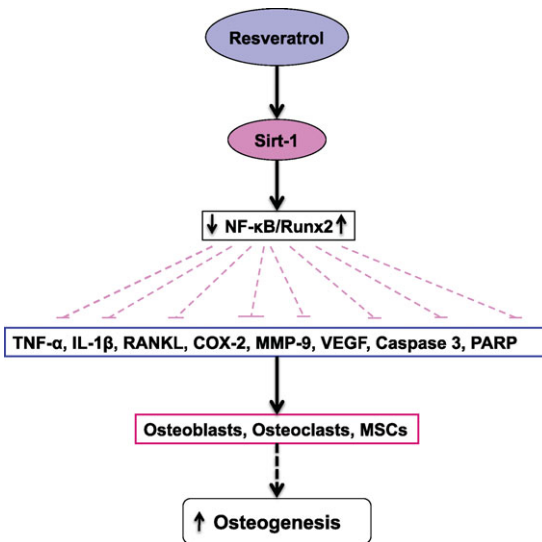 Resveratrol
Sirt-1
↓ NF-κB/Runx2↑
TNF-α, IL-1β, RANKL, COX-2, MMP-9, VEGF, Caspase 3, PARP
Osteoblasts, Osteoclasts, MSCs
↑ Osteogenesis